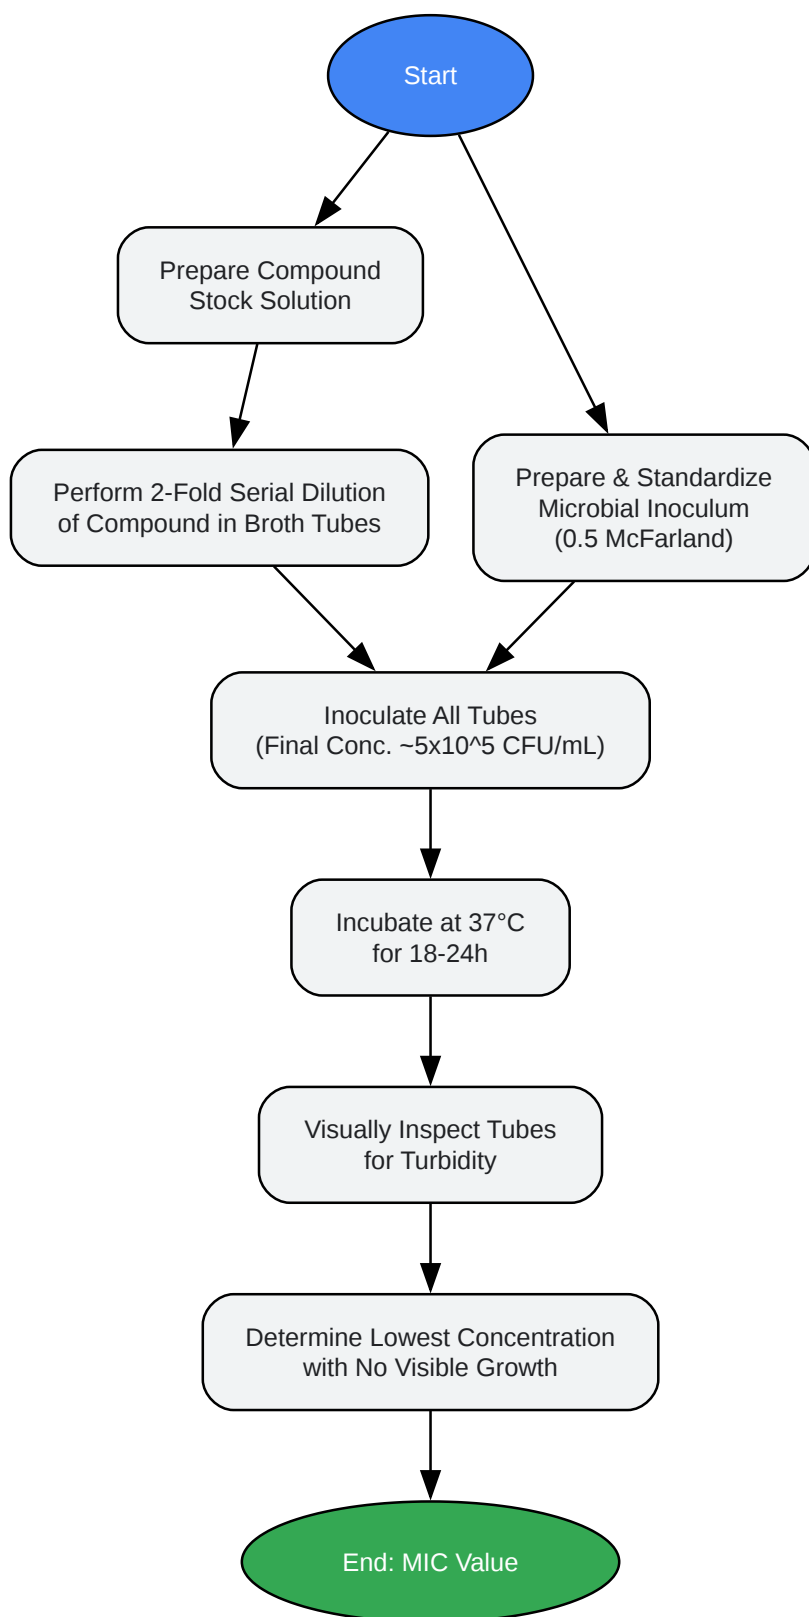 Start
Prepare Compound
Stock Solution
Perform 2-Fold Serial Dilution
of Compound in Broth Tubes
Prepare & Standardize
Microbial Inoculum
(0.5 McFarland)
Inoculate All Tubes
(Final Conc. ~5x10^5 CFU/mL)
Incubate at 37°C
for 18-24h
Visually Inspect Tubes
for Turbidity
Determine Lowest Concentration
with No Visible Growth
End: MIC Value